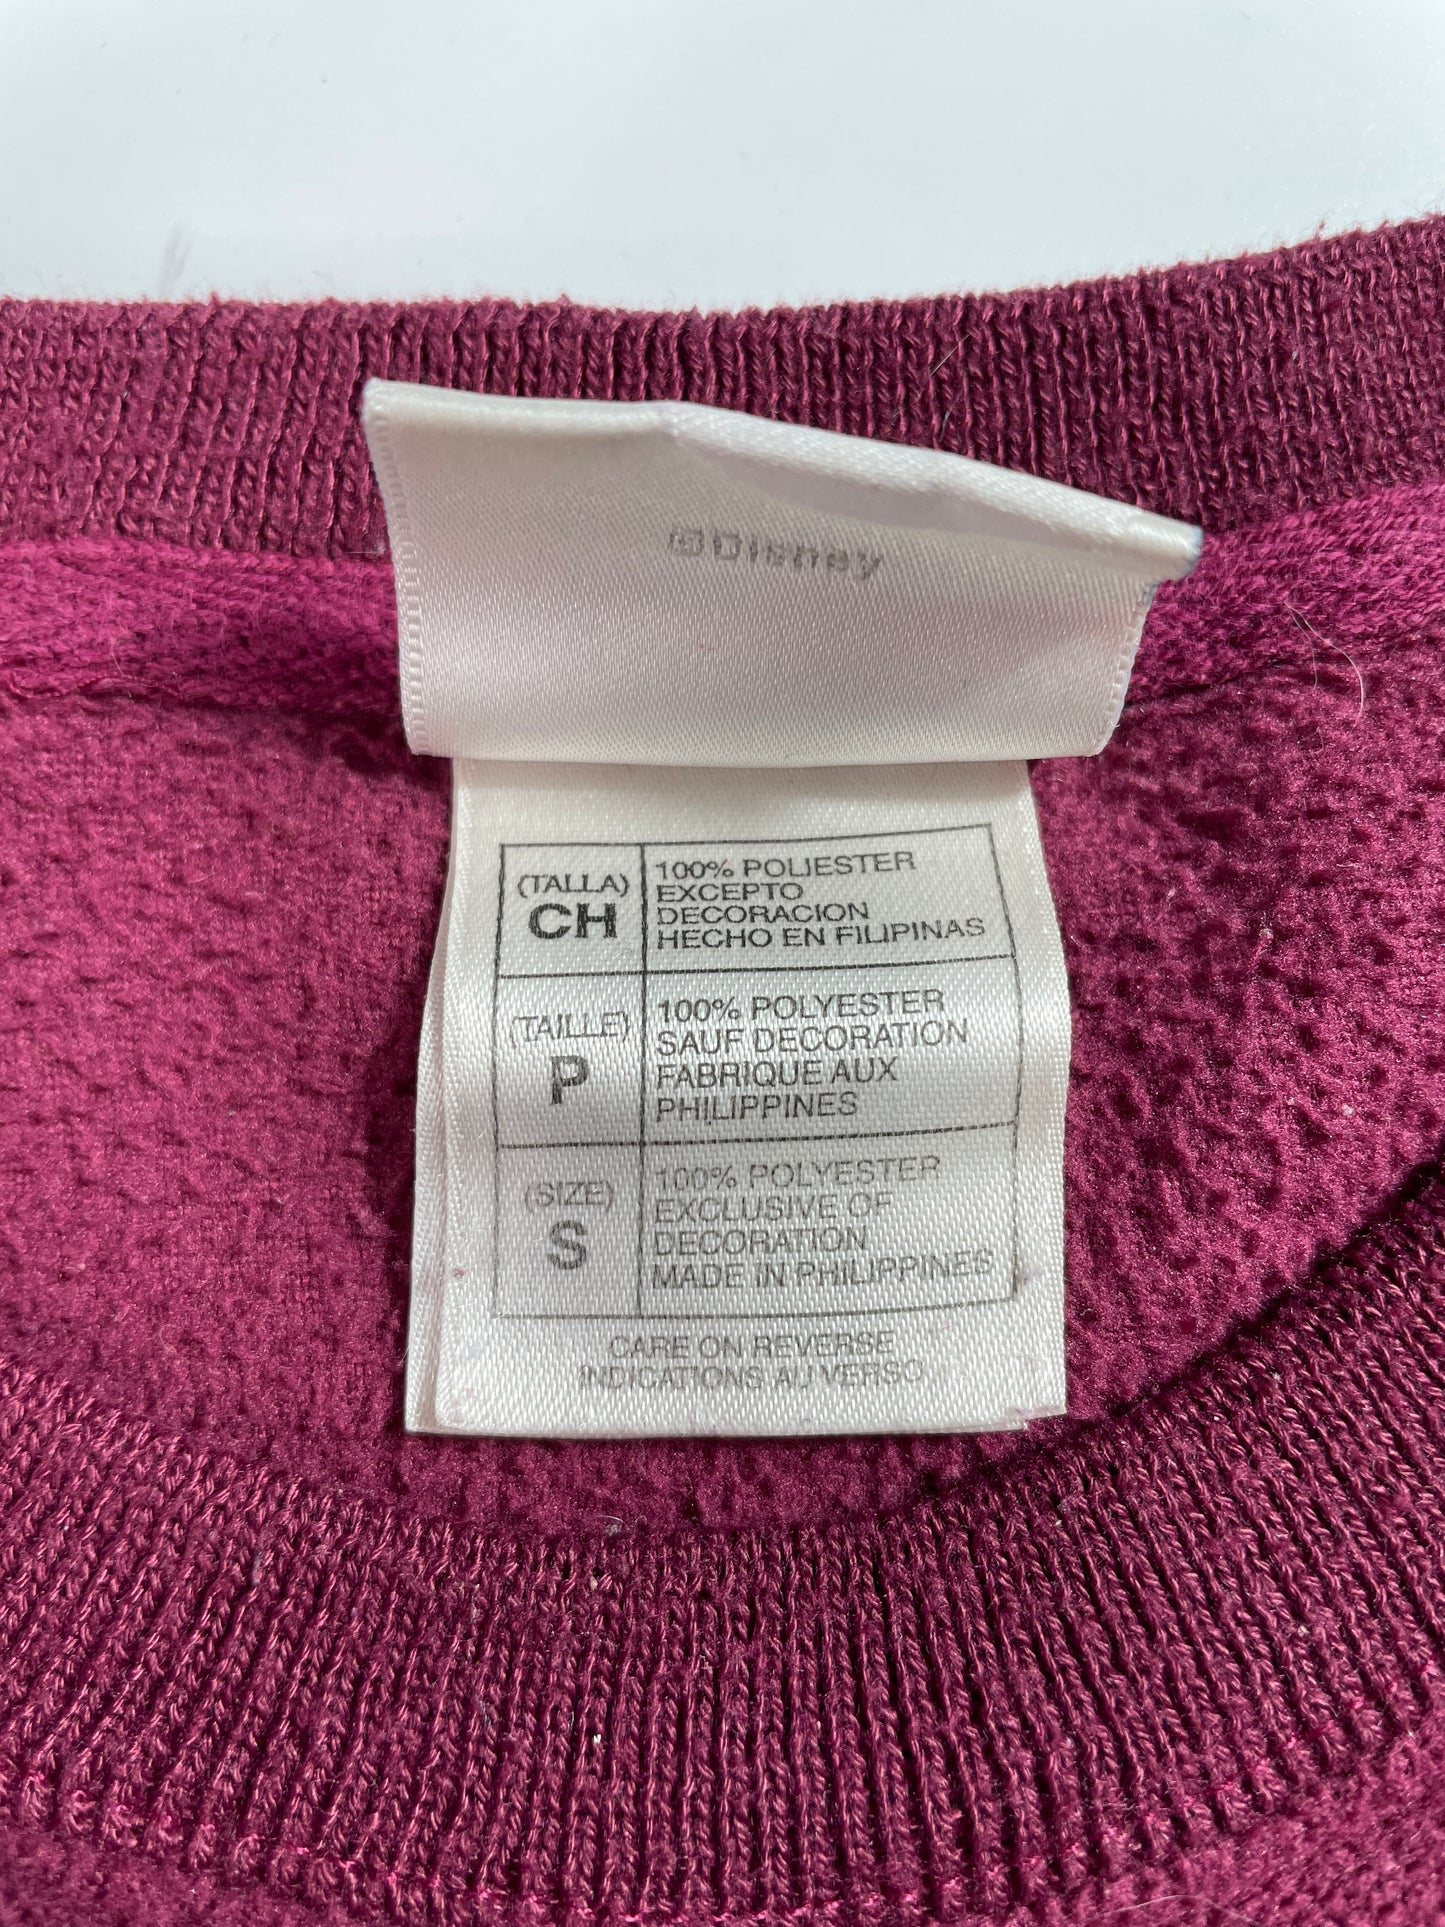 ©Disney
(TALLA)
CH
100% POLIESTER
EXCEPTO
DECORACION
HECHO EN FILIPINAS
(TAILLE)
P
100% POLYESTER
SAUF DECORATION
FABRIQUE AUX
PHILIPPINES
(SIZE)
S
100% POLYESTER
EXCLUSIVE OF
DECORATION
MADE IN PHILIPPINES
CARE ON REVERSE
INDICATIONS AU VERSO